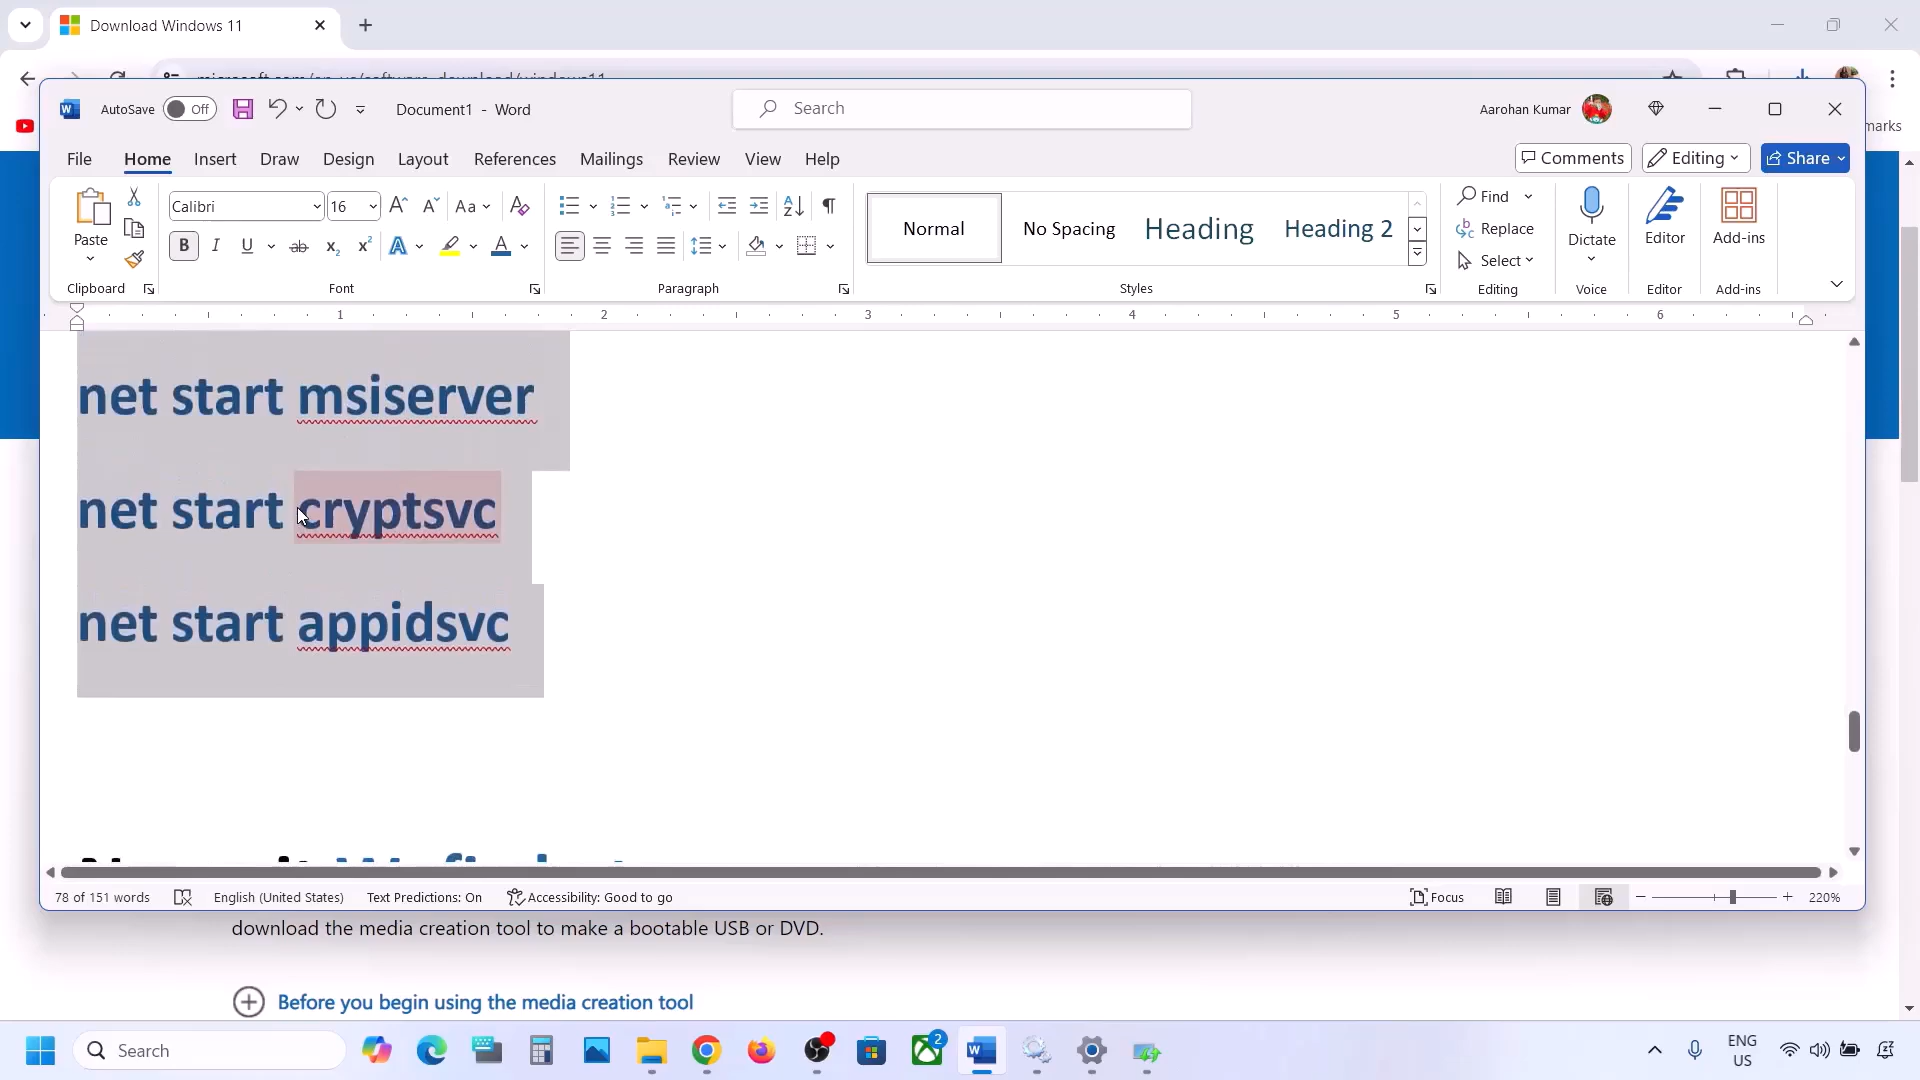 Download Windows 11
microsoft.com/en-us/software-download/windows11
AutoSave
Off
Document1 - Word
Search
Aarohan Kumar
marks
File
Home
Insert
Draw
Design
Layout
References
Mailings
Review
View
Help
Comments
Editing
Share
Paste
Clipboard
Calibri
16
Font
Paragraph
Normal
No Spacing
Heading
Heading 2
Styles
Find
Replace
Select
Editing
Dictate
Voice
Editor
Editor
Add-ins
Add-ins
1
2
3
4
5
6
net start msiserver
net start cryptsvc
net start appidsvc
78 of 151 words
English (United States)
Text Predictions: On
Accessibility: Good to go
Focus
220%
download the media creation tool to make a bootable USB or DVD.
Before you begin using the media creation tool
Search
2
ENG
US